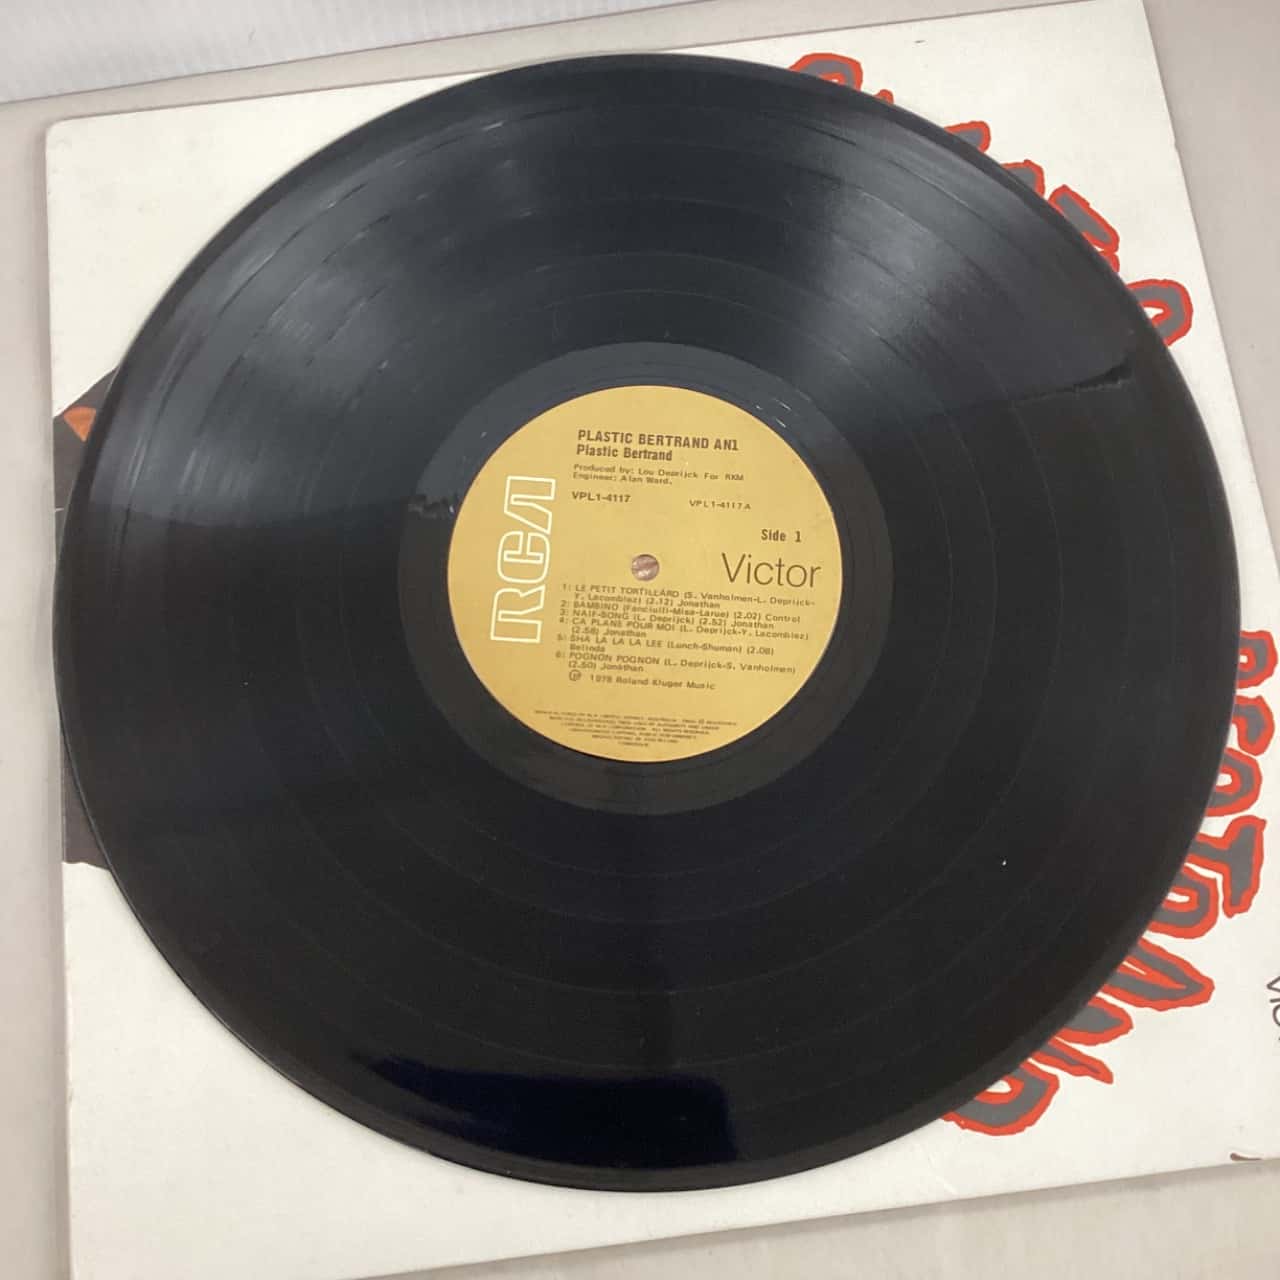 PLASTIC BERTRAND AN1
Plastic Bertrand
Produced by: Lou Deprijck For RKM
Engineer: Alan Ward.
VPL1-4117
VPL1-4117A
Side 1
RCA
Victor
1: LE PETIT TORTILLARD (S. Vanholmen-L. Deprijck-
Y. Lacomblez) (2.12) Jonathan
2: BAMBINO (Fanciulli-Misa-Larue) (2.02) Control
3: NAIF-SONG (L. Deprijck) (2.52) Jonathan
4: CA PLANE POUR MOI (L. Deprijck-Y. Lacomblez)
(2.58) Jonathan
5: SHA LA LA LA LEE (Lunch-Shuman) (2.08)
Belinda
6: POGNON POGNON (L. Deprijck-S. Vanholmen)
(2.50) Jonathan
Ⓟ 1978 Roland Kluger Music